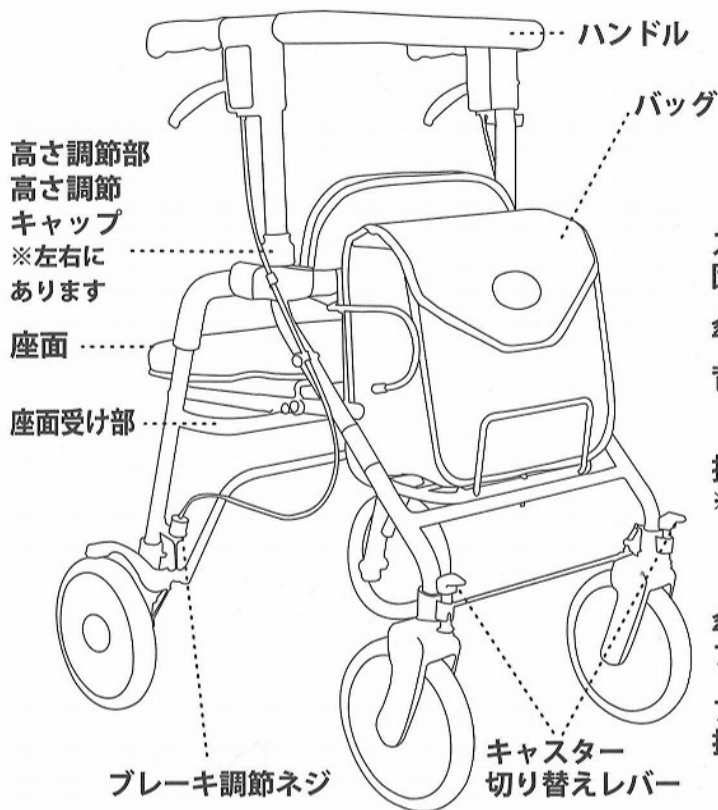 ハンドル
バッグ
高さ調節部
高さ調節
キャップ
※左右に
あります
座面
座面受け部
ブレーキ調節ネジ
キャスター
切り替えレバー